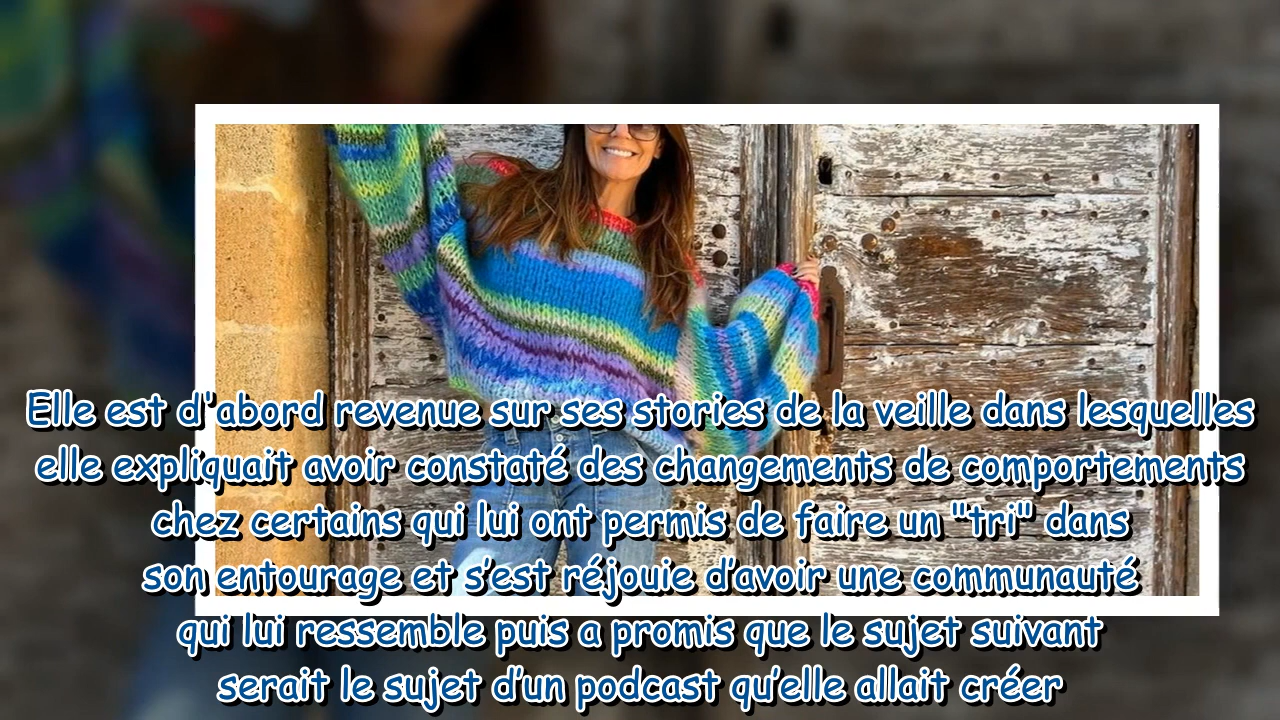 Elle est d'abord revenue sur ses stories de la veille dans lesquelles
elle expliquait avoir constaté des changements de comportements
chez certains qui lui ont permis de faire un "tri" dans
son entourage et s’est réjouie d’avoir une communauté
qui lui ressemble puis a promis que le sujet suivant
serait le sujet d’un podcast qu’elle allait créer